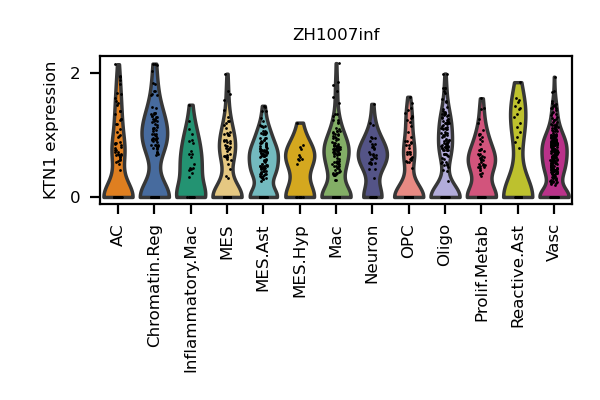 ZH1007inf
KTN1 expression
2
0
AC
Chromatin.Reg
Inflammatory.Mac
MES
MES.Ast
MES.Hyp
Mac
Neuron
OPC
Oligo
Prolif.Metab
Reactive.Ast
Vasc